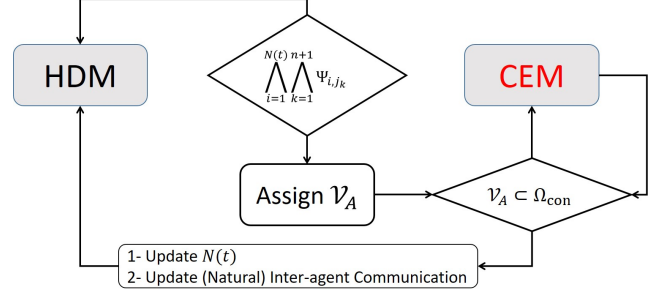 HDM
N(t) n+1
⋀ ⋀ Ψ_{i,j_k}
i=1 k=1
CEM
Assign 𝒱_A
𝒱_A ⊂ Ω_con
1- Update N(t)
2- Update (Natural) Inter-agent Communication